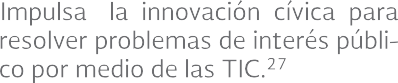 Impulsa la innovación cívica para
resolver problemas de interés públi-
co por medio de las TIC.27